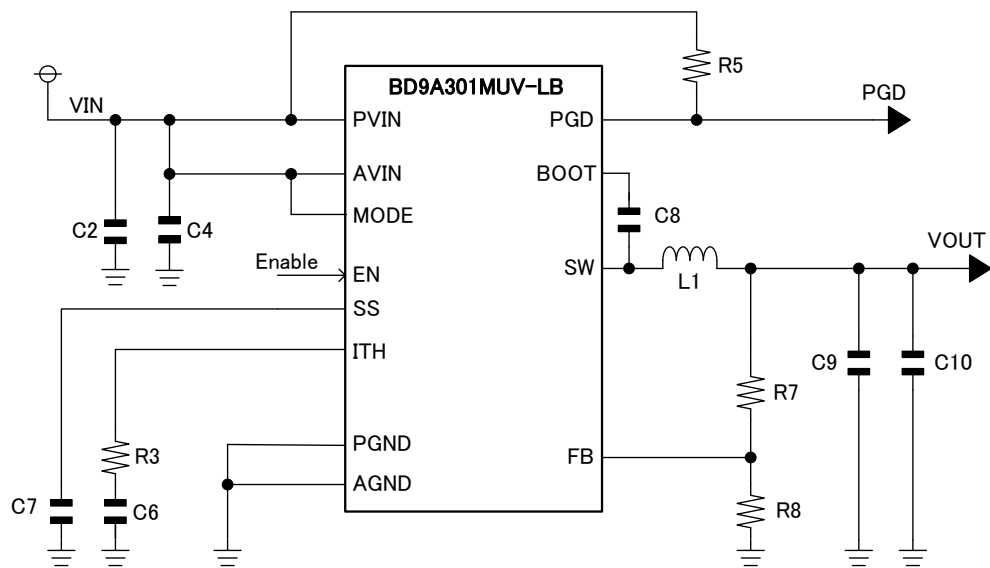 R5
BD9A301MUV-LB
VIN
PGD
PVIN
PGD
AVIN
BOOT
MODE
C8
C2
C4
VOUT
Enable
EN
SW
L1
SS
ITH
C9
C10
R7
PGND
R3
FB
AGND
C7
C6
R8